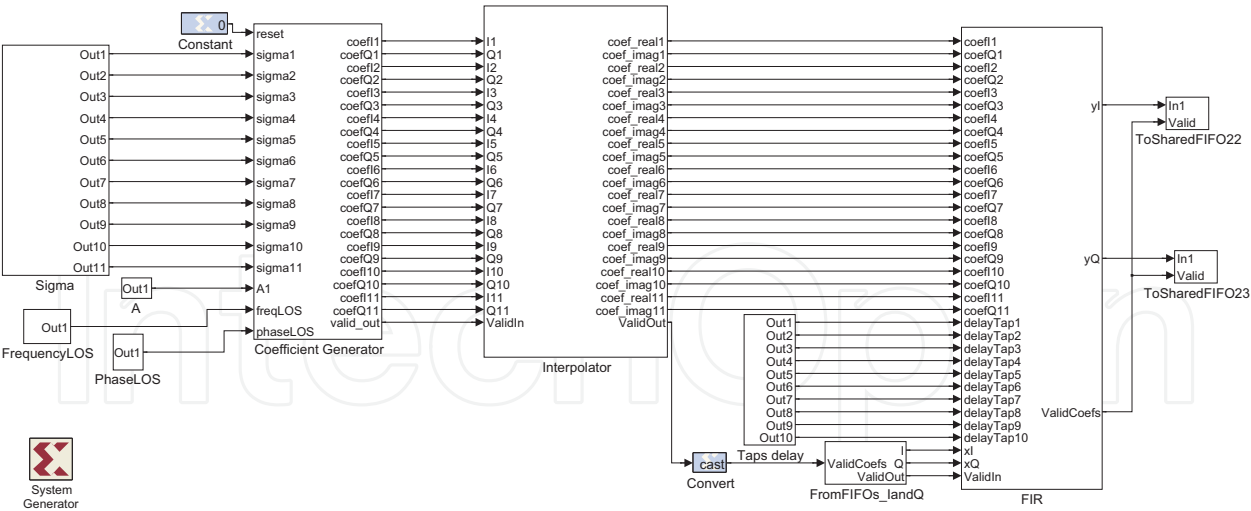 0
Constant
Out1
Out2
Out3
Out4
Out5
Out6
Out7
Out8
Out9
Out10
Out11
Sigma
Out1
A
Out1
FrequencyLOS
Out1
PhaseLOS
System
Generator
reset
sigma1
sigma2
sigma3
sigma4
sigma5
sigma6
sigma7
sigma8
sigma9
sigma10
sigma11
A1
freqLOS
phaseLOS
coefI1
coefQ1
coefI2
coefQ2
coefI3
coefQ3
coefI4
coefQ4
coefI5
coefQ5
coefI6
coefQ6
coefI7
coefQ7
coefI8
coefQ8
coefI9
coefQ9
coefI10
coefQ10
coefI11
coefQ11
valid_out
Coefficient Generator
I1
Q1
I2
Q2
I3
Q3
I4
Q4
I5
Q5
I6
Q6
I7
Q7
I8
Q8
I9
Q9
I10
Q10
I11
Q11
ValidIn
coef_real1
coef_imag1
coef_real2
coef_imag2
coef_real3
coef_imag3
coef_real4
coef_imag4
coef_real5
coef_imag5
coef_real6
coef_imag6
coef_real7
coef_imag7
coef_real8
coef_imag8
coef_real9
coef_imag9
coef_real10
coef_imag10
coef_real11
coef_imag11
ValidOut
Interpolator
Out1
Out2
Out3
Out4
Out5
Out6
Out7
Out8
Out9
Out10
Taps delay
cast
Convert
ValidCoefs
I
Q
ValidOut
FromFIFOs_IandQ
coefI1
coefQ1
coefI2
coefQ2
coefI3
coefQ3
coefI4
coefQ4
coefI5
coefQ5
coefI6
coefQ6
coefI7
coefQ7
coefI8
coefQ8
coefI9
coefQ9
coefI10
coefQ10
coefI11
coefQ11
delayTap1
delayTap2
delayTap3
delayTap4
delayTap5
delayTap6
delayTap7
delayTap8
delayTap9
delayTap10
xI
xQ
ValidIn
yI
yQ
ValidCoefs
FIR
In1
Valid
ToSharedFIFO22
In1
Valid
ToSharedFIFO23
IntechOpen